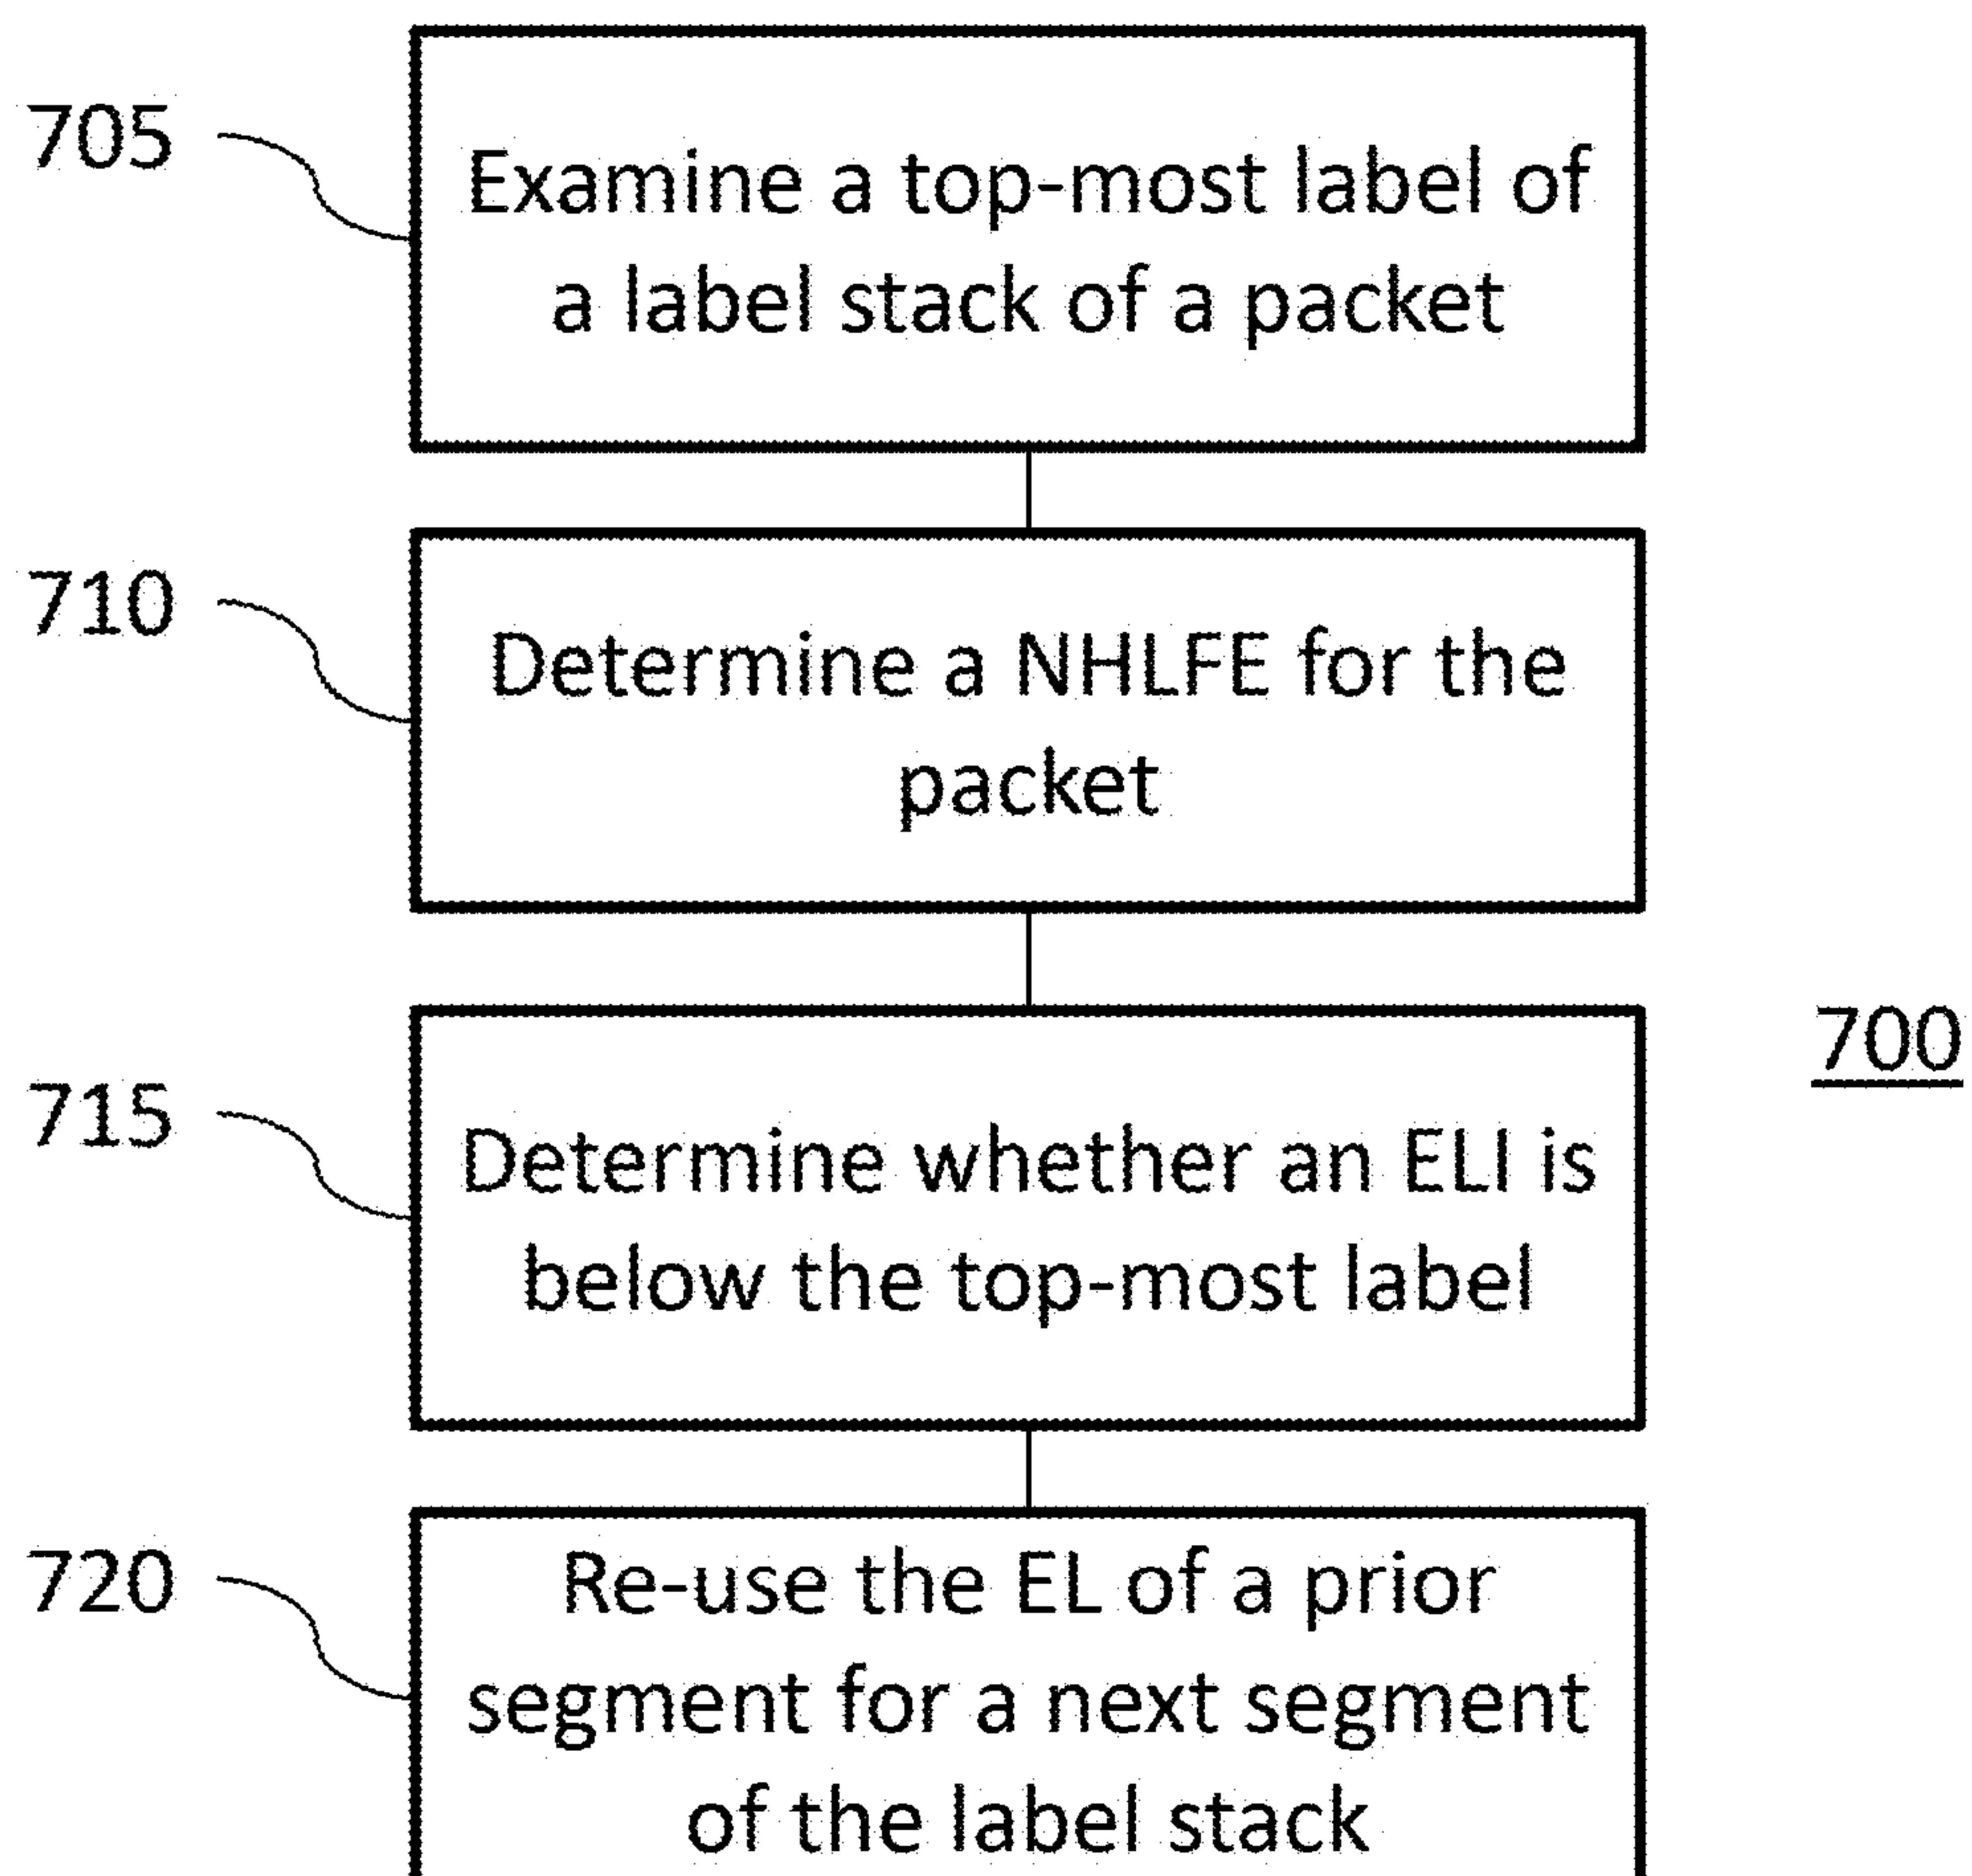 705
Examine a top-most label of
a label stack of a packet
710
Determine a NHLFE for the
packet
715
Determine whether an ELI is
below the top-most label
700
720
Re-use the EL of a prior
segment for a next segment
of the label stack